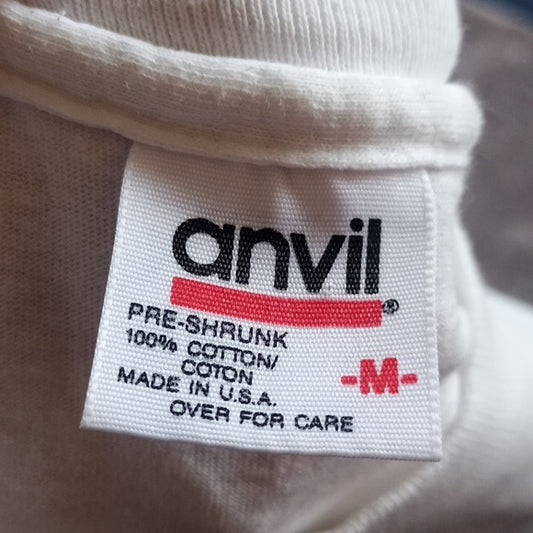 anvil®
PRE-SHRUNK
100% COTTON/
COTON
-M-
MADE IN U.S.A.
OVER FOR CARE